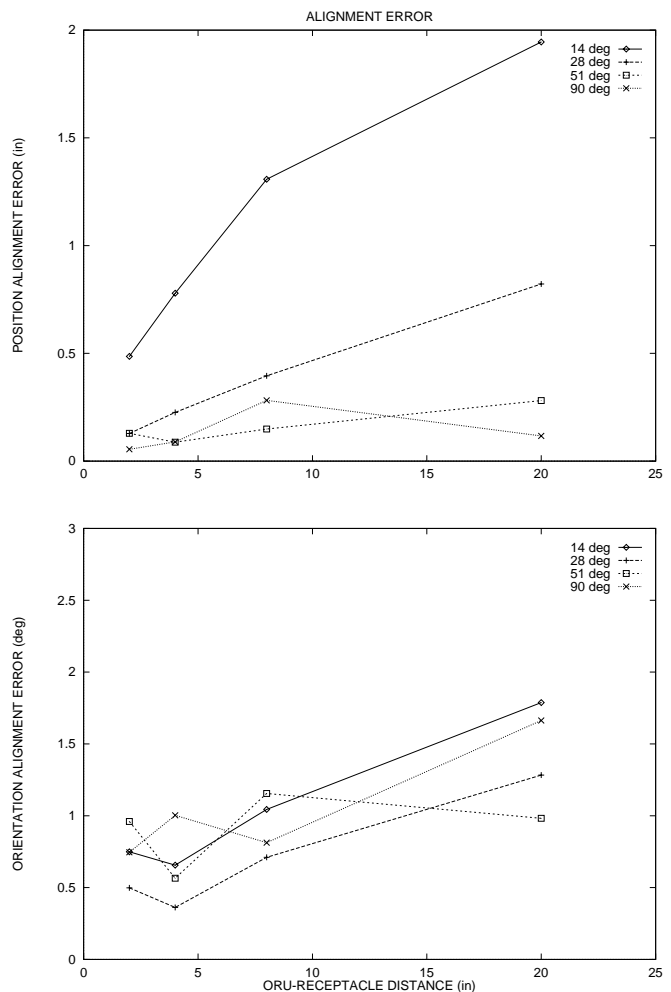 ALIGNMENT ERROR
POSITION ALIGNMENT ERROR (in)
2
1.5
1
0.5
0
0 5 10 15 20 25
14 deg
28 deg
51 deg
90 deg
ORIENTATION ALIGNMENT ERROR (deg)
3
2.5
2
1.5
1
0.5
0
0 5 10 15 20 25
14 deg
28 deg
51 deg
90 deg
ORU-RECEPTACLE DISTANCE (in)